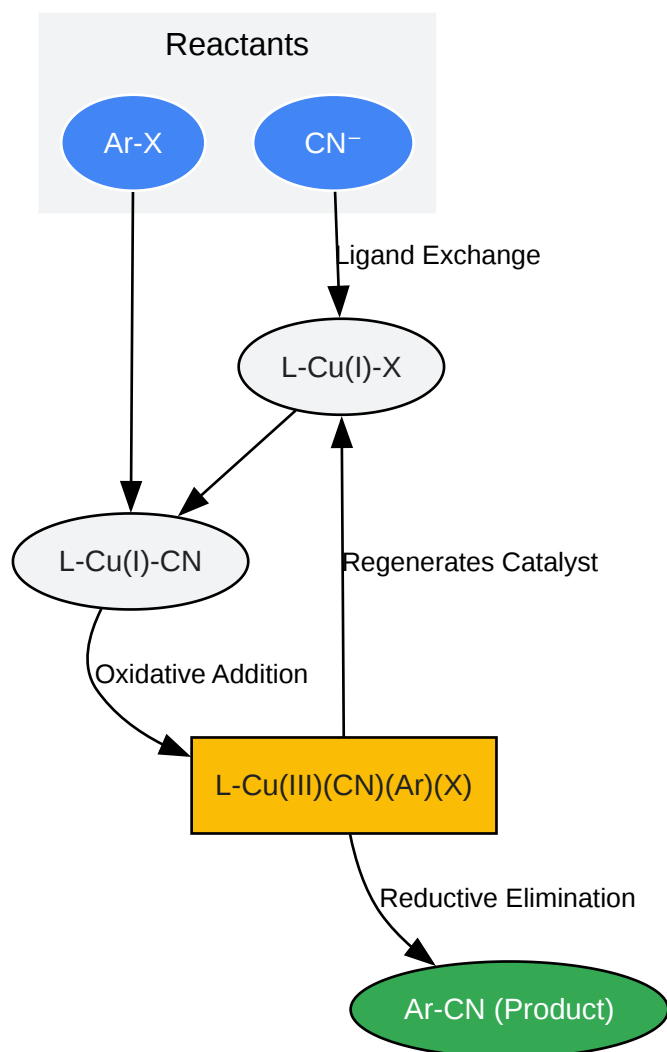 Reactants
Ar-X
CN⁻
Ligand Exchange
L-Cu(I)-X
L-Cu(I)-CN
Regenerates Catalyst
Oxidative Addition
L-Cu(III)(CN)(Ar)(X)
Reductive Elimination
Ar-CN (Product)